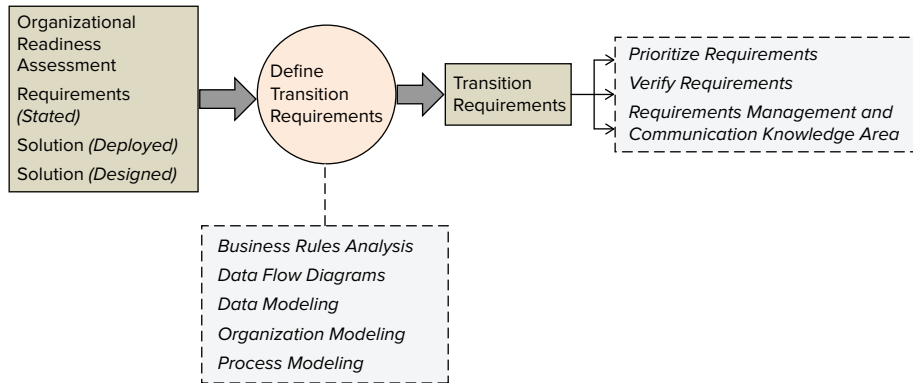 Organizational
Readiness
Assessment
Requirements
(Stated)
Solution (Deployed)
Solution (Designed)
Define
Transition
Requirements
Transition
Requirements
Prioritize Requirements
Verify Requirements
Requirements Management and
Communication Knowledge Area
Business Rules Analysis
Data Flow Diagrams
Data Modeling
Organization Modeling
Process Modeling